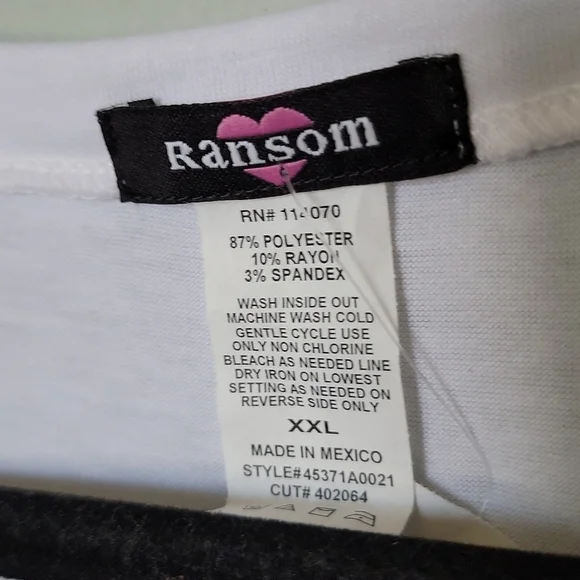 Ransom
RN# 114070
87% POLYESTER
10% RAYON
3% SPANDEX
WASH INSIDE OUT
MACHINE WASH COLD
GENTLE CYCLE USE
ONLY NON CHLORINE
BLEACH AS NEEDED LINE
DRY IRON ON LOWEST
SETTING AS NEEDED ON
REVERSE SIDE ONLY
XXL
MADE IN MEXICO
STYLE#45371A0021
CUT# 402064